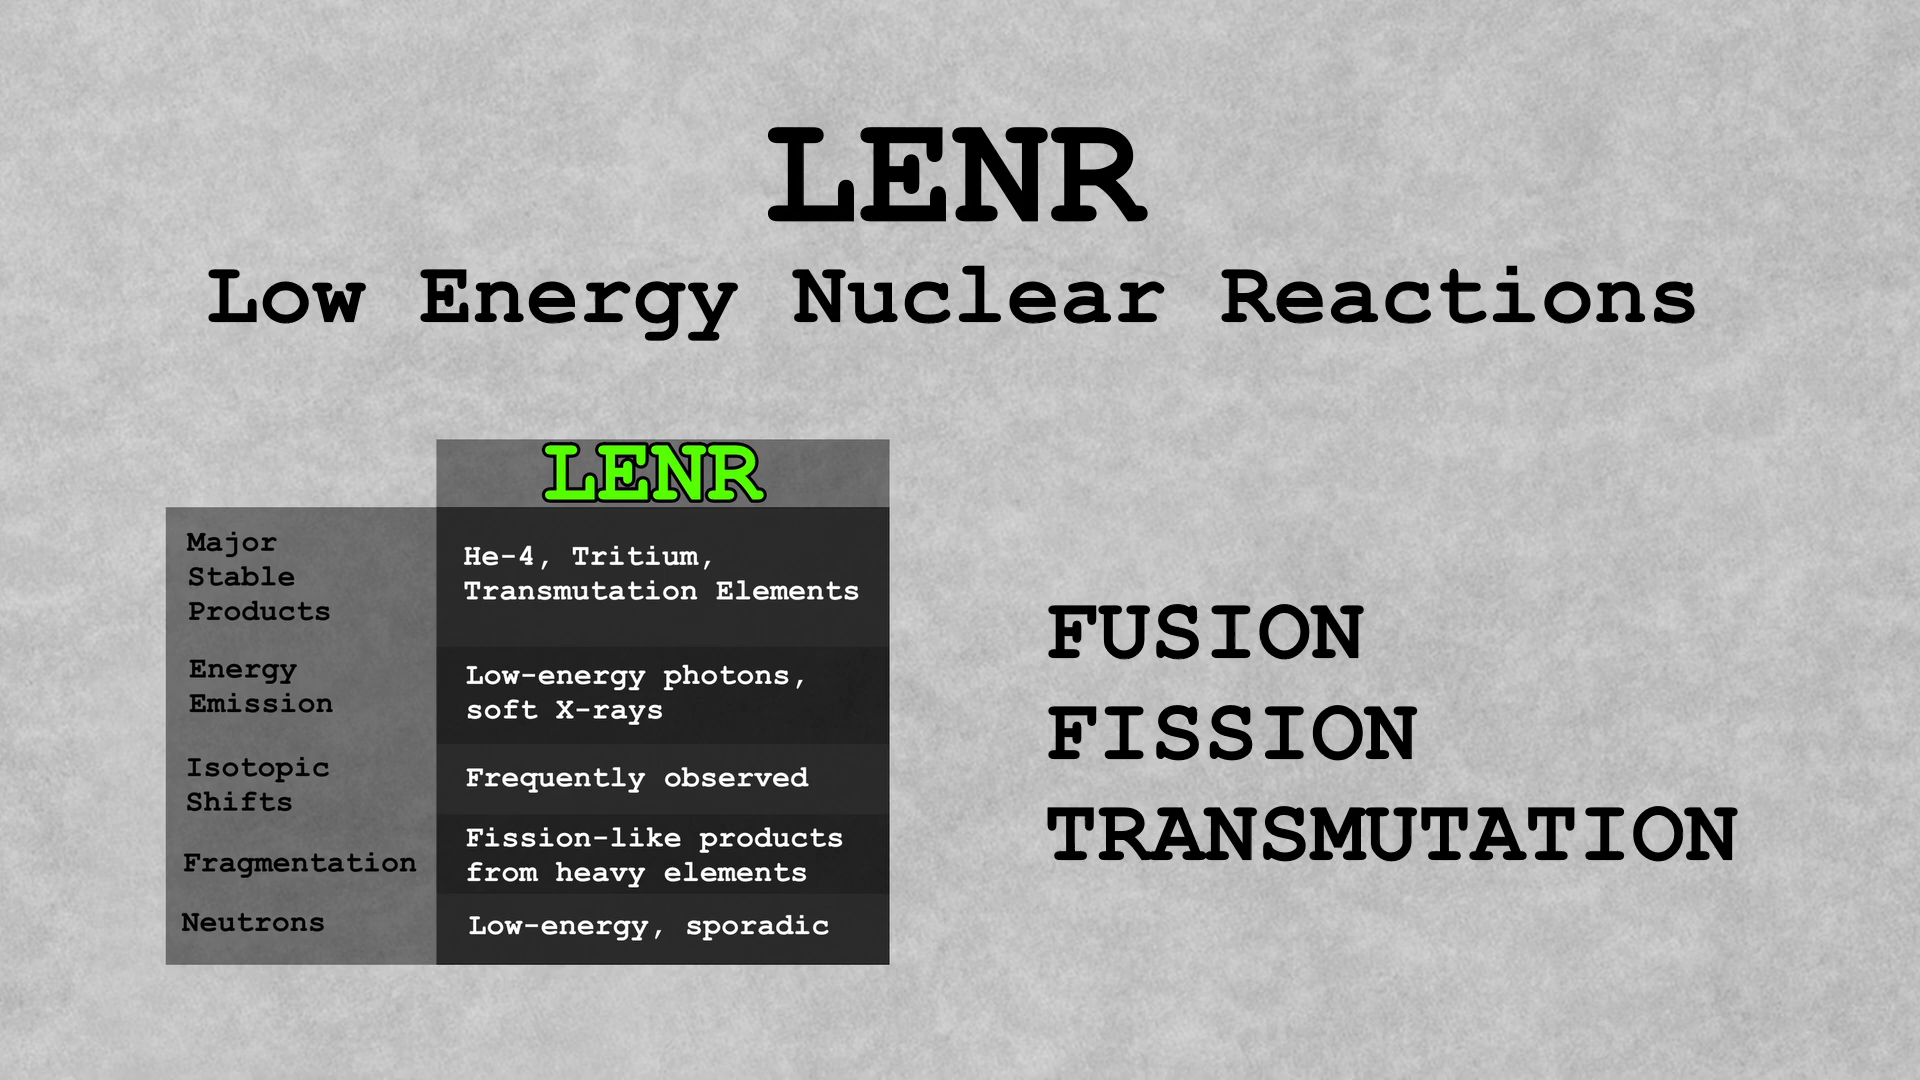 LENR
Low Energy Nuclear Reactions
LENR
Major
Stable
Products
He-4, Tritium,
Transmutation Elements
Energy
Emission
Low-energy photons,
soft X-rays
Isotopic
Shifts
Frequently observed
Fragmentation
Fission-like products
from heavy elements
Neutrons
Low-energy, sporadic
FUSION
FISSION
TRANSMUTATION